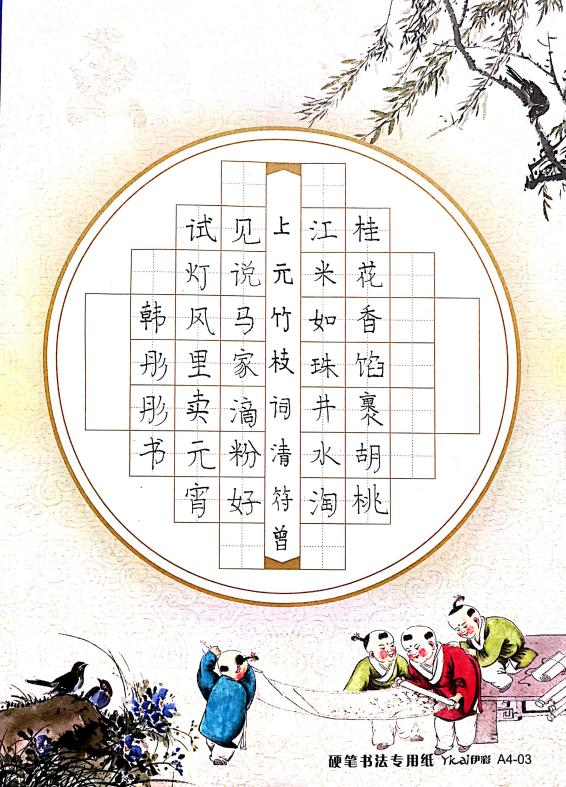 桂花香馅裹胡桃
江米如珠井水淘
上元竹枝词清符曾
见说马家滴粉好
试灯风里卖元宵
韩彤彤书
硬笔书法专用纸 Yicai伊彩 A4-03